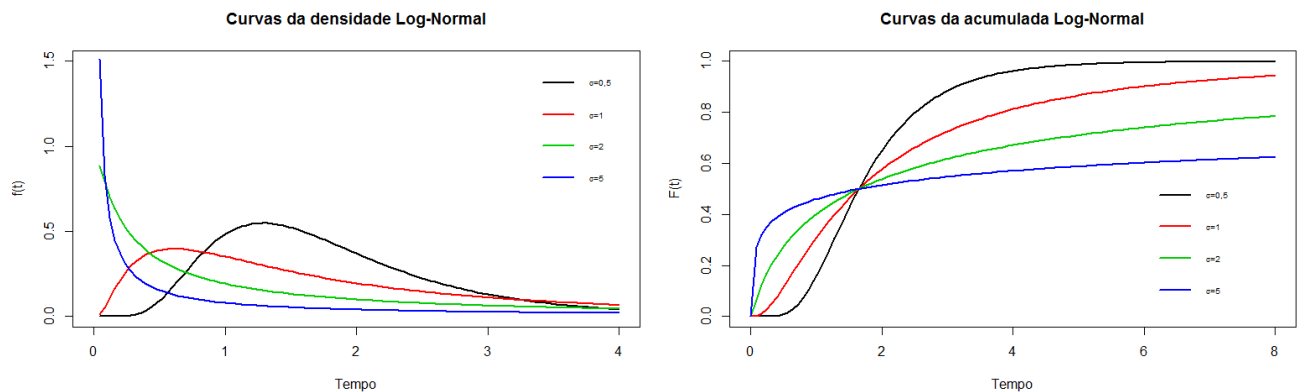 Curvas da densidade Log-Normal
f(t)
1.5
1.0
0.5
0.0
σ=0,5
σ=1
σ=2
σ=5
0 1 2 3 4
Tempo
Curvas da acumulada Log-Normal
F(t)
1.0
0.8
0.6
0.4
0.2
0.0
σ=0,5
σ=1
σ=2
σ=5
0 2 4 6 8
Tempo